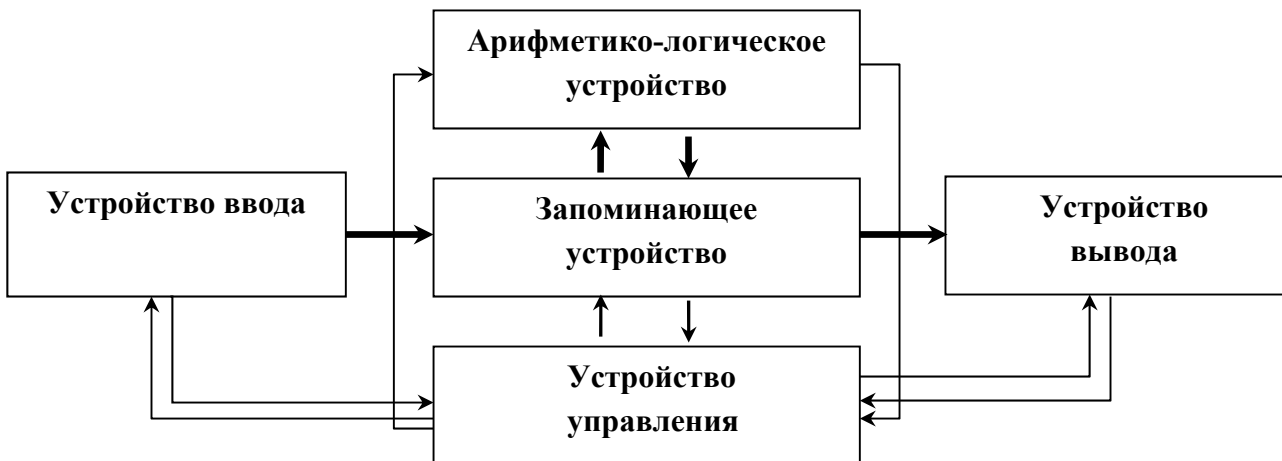 Арифметико-логическое
устройство
Устройство ввода
Запоминающее
устройство
Устройство
вывода
Устройство
управления